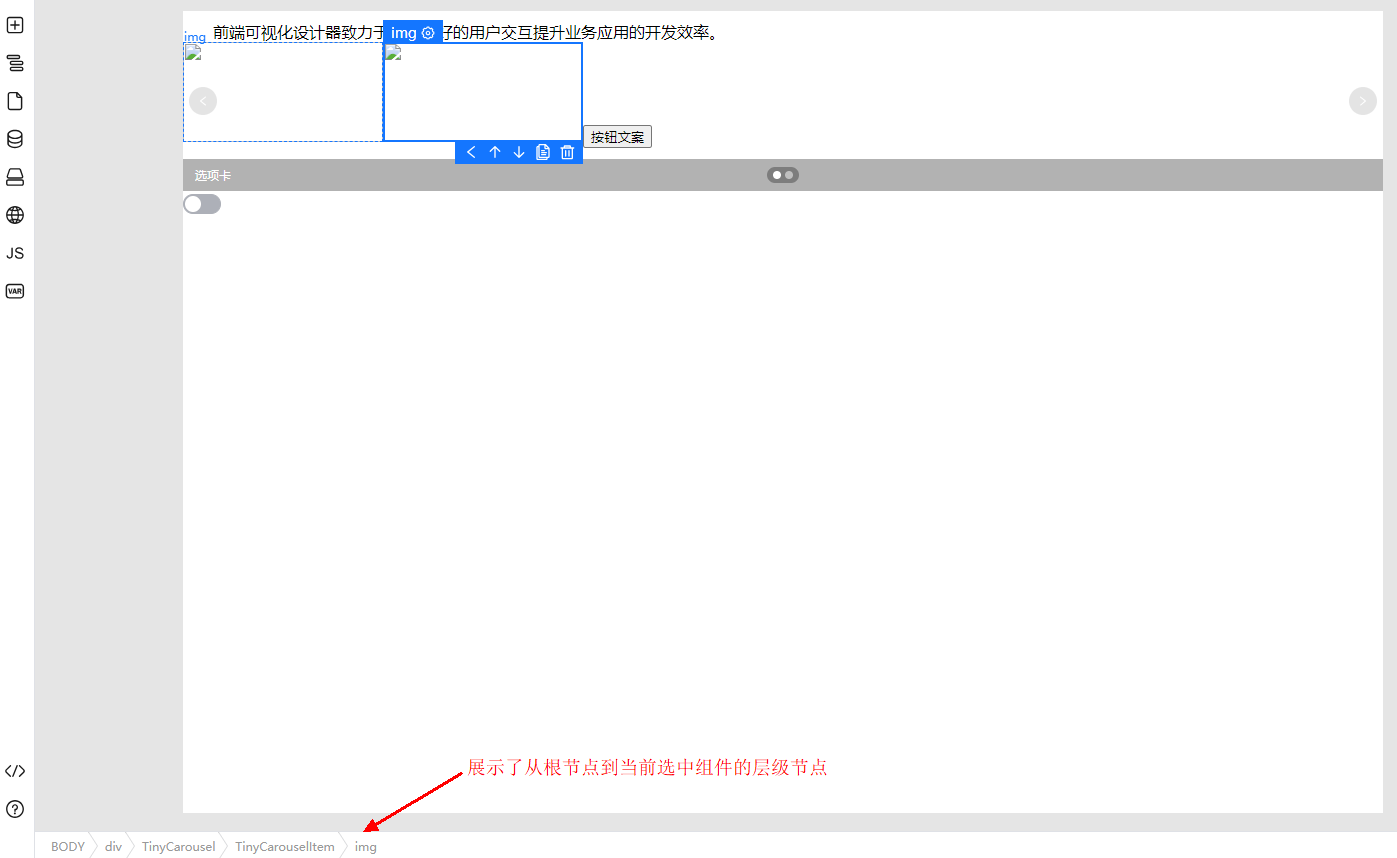 img 前端可视化设计器致力于
img
好的用户交互提升业务应用的开发效率。
按钮文案
选项卡
JS
VAR
展示了从根节点到当前选中组件的层级节点
BODY div TinyCarousel TinyCarouselItem img